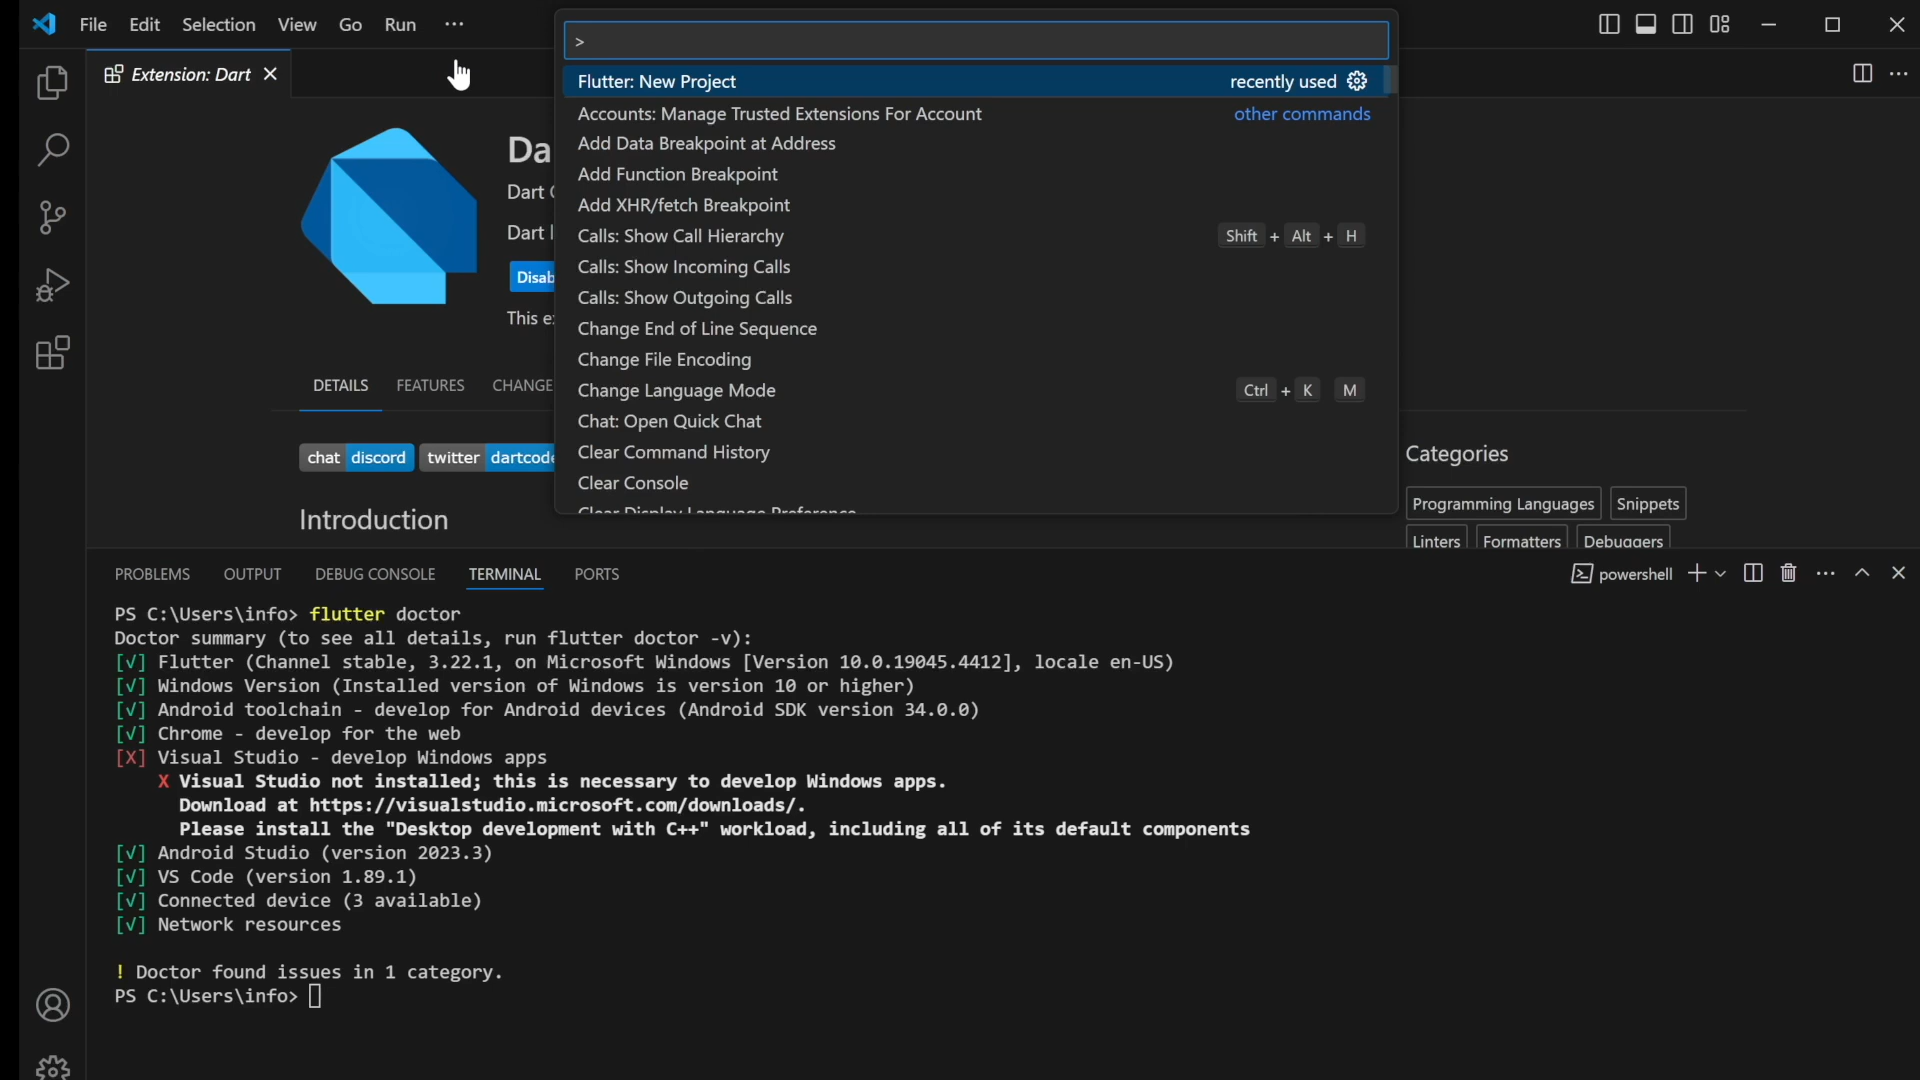 File Edit Selection View Go Run ···
>
Extension: Dart
Flutter: New Project recently used
Accounts: Manage Trusted Extensions For Account other commands
Add Data Breakpoint at Address
Add Function Breakpoint
Add XHR/fetch Breakpoint
Calls: Show Call Hierarchy Shift + Alt + H
Calls: Show Incoming Calls
Calls: Show Outgoing Calls
Change End of Line Sequence
Change File Encoding
Change Language Mode Ctrl + K M
Chat: Open Quick Chat
Clear Command History
Clear Console
Clear Display Language Preference
Da
Dart
Dart
Disab
This
DETAILS FEATURES CHANGE
chat discord twitter dartcode
Introduction
Categories
Programming Languages Snippets
Linters Formatters Debuggers
PROBLEMS OUTPUT DEBUG CONSOLE TERMINAL PORTS powershell
PS C:\Users\info> flutter doctor
Doctor summary (to see all details, run flutter doctor -v):
[√] Flutter (Channel stable, 3.22.1, on Microsoft Windows [Version 10.0.19045.4412], locale en-US)
[√] Windows Version (Installed version of Windows is version 10 or higher)
[√] Android toolchain - develop for Android devices (Android SDK version 34.0.0)
[√] Chrome - develop for the web
[X] Visual Studio - develop Windows apps
X Visual Studio not installed; this is necessary to develop Windows apps.
Download at https://visualstudio.microsoft.com/downloads/.
Please install the "Desktop development with C++" workload, including all of its default components
[√] Android Studio (version 2023.3)
[√] VS Code (version 1.89.1)
[√] Connected device (3 available)
[√] Network resources
! Doctor found issues in 1 category.
PS C:\Users\info>